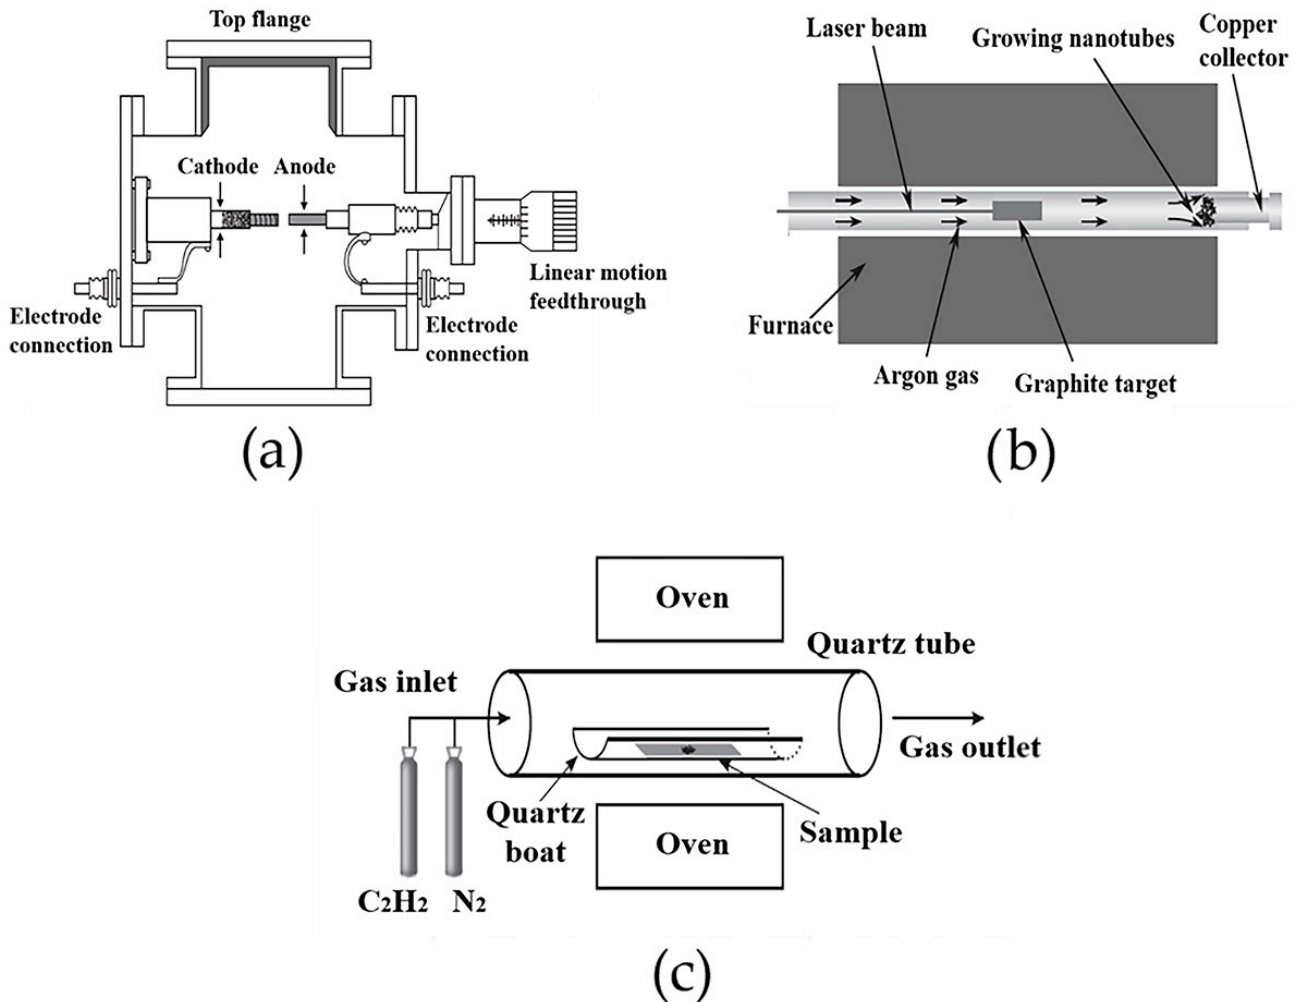 Top flange
Cathode Anode
Electrode
connection
Electrode
connection
Linear motion
feedthrough
(a)
Laser beam
Growing nanotubes
Copper
collector
Furnace
Argon gas
Graphite target
(b)
Oven
Quartz tube
Gas inlet
Gas outlet
Quartz
boat
Sample
Oven
C₂H₂ N₂
(c)